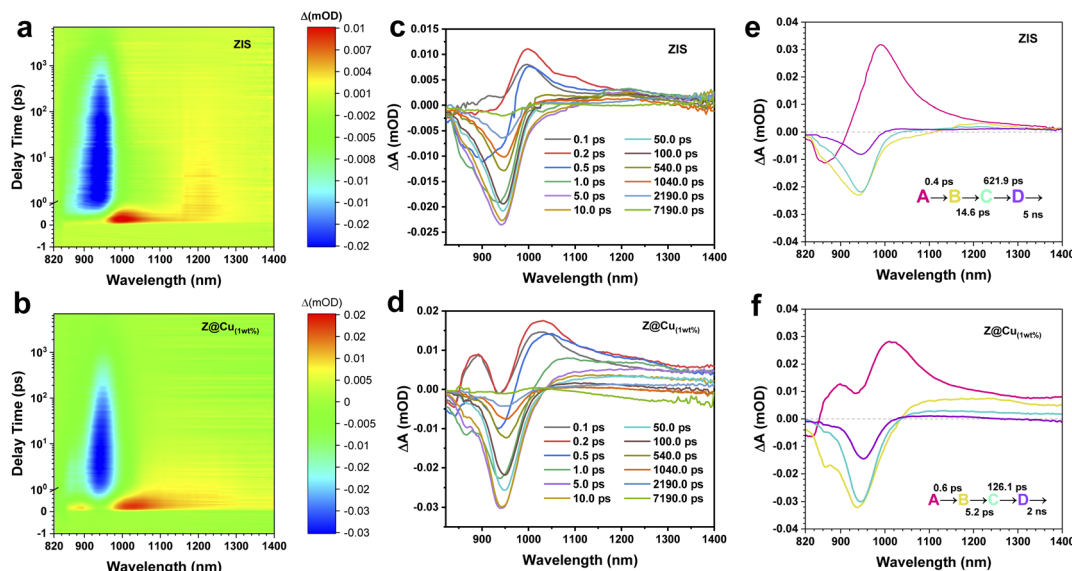 a
ZIS
Delay Time (ps)
10³
10²
10¹
10⁰
0
-1
820 900 1000 1100 1200 1300 1400
Wavelength (nm)
Δ(mOD)
0.01
0.007
0.004
0.001
-0.002
-0.005
-0.008
-0.01
-0.01
-0.02
-0.02
b
Z@Cu(1wt%)
Delay Time (ps)
10³
10²
10¹
10⁰
0
-1
820 900 1000 1100 1200 1300 1400
Wavelength (nm)
Δ(mOD)
0.02
0.02
0.01
0.005
0
-0.005
-0.01
-0.02
-0.02
-0.03
-0.03
c
ZIS
ΔA (mOD)
0.015
0.010
0.005
0.000
-0.005
-0.010
-0.015
-0.020
-0.025
0.1 ps 50.0 ps
0.2 ps 100.0 ps
0.5 ps 540.0 ps
1.0 ps 1040.0 ps
5.0 ps 2190.0 ps
10.0 ps 7190.0 ps
900 1000 1100 1200 1300 1400
Wavelength (nm)
d
Z@Cu(1wt%)
ΔA (mOD)
0.02
0.01
0.00
-0.01
-0.02
-0.03
0.1 ps 50.0 ps
0.2 ps 100.0 ps
0.5 ps 540.0 ps
1.0 ps 1040.0 ps
5.0 ps 2190.0 ps
10.0 ps 7190.0 ps
900 1000 1100 1200 1300 1400
Wavelength (nm)
e
ZIS
ΔA (mOD)
0.04
0.03
0.02
0.01
0.00
-0.01
-0.02
-0.03
-0.04
0.4 ps 621.9 ps
A→B→C→D→
14.6 ps 5 ns
820 900 1000 1100 1200 1300 1400
Wavelength (nm)
f
Z@Cu(1wt%)
ΔA (mOD)
0.04
0.03
0.02
0.01
0.00
-0.01
-0.02
-0.03
-0.04
0.6 ps 126.1 ps
A→B→C→D→
5.2 ps 2 ns
820 900 1000 1100 1200 1300 1400
Wavelength (nm)